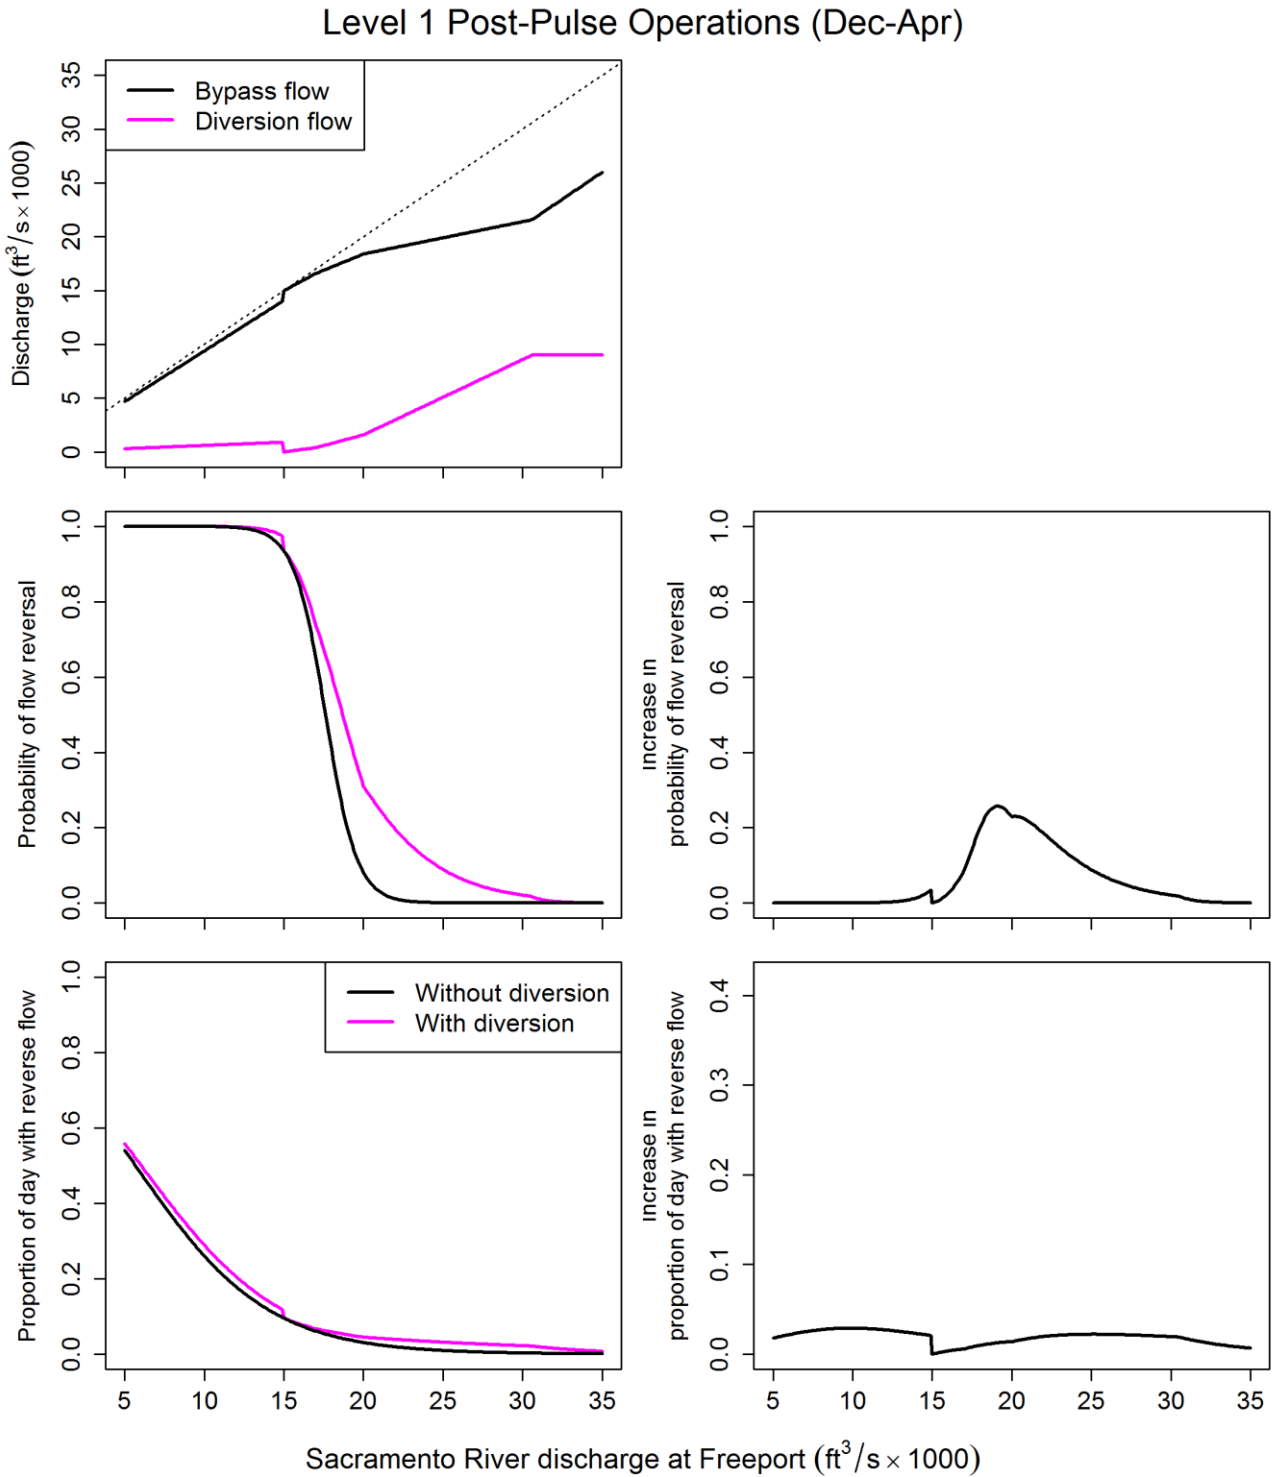 Level 1 Post-Pulse Operations (Dec-Apr)
Discharge (ft³/s × 1000)
35
30
25
20
15
10
5
0
Bypass flow
Diversion flow
Probability of flow reversal
1.0
0.8
0.6
0.4
0.2
0.0
Increase in
probability of flow reversal
1.0
0.8
0.6
0.4
0.2
0.0
Proportion of day with reverse flow
1.0
0.8
0.6
0.4
0.2
0.0
Without diversion
With diversion
5 10 15 20 25 30 35
Increase in
proportion of day with reverse flow
0.4
0.3
0.2
0.1
0.0
5 10 15 20 25 30 35
Sacramento River discharge at Freeport (ft³/s × 1000)